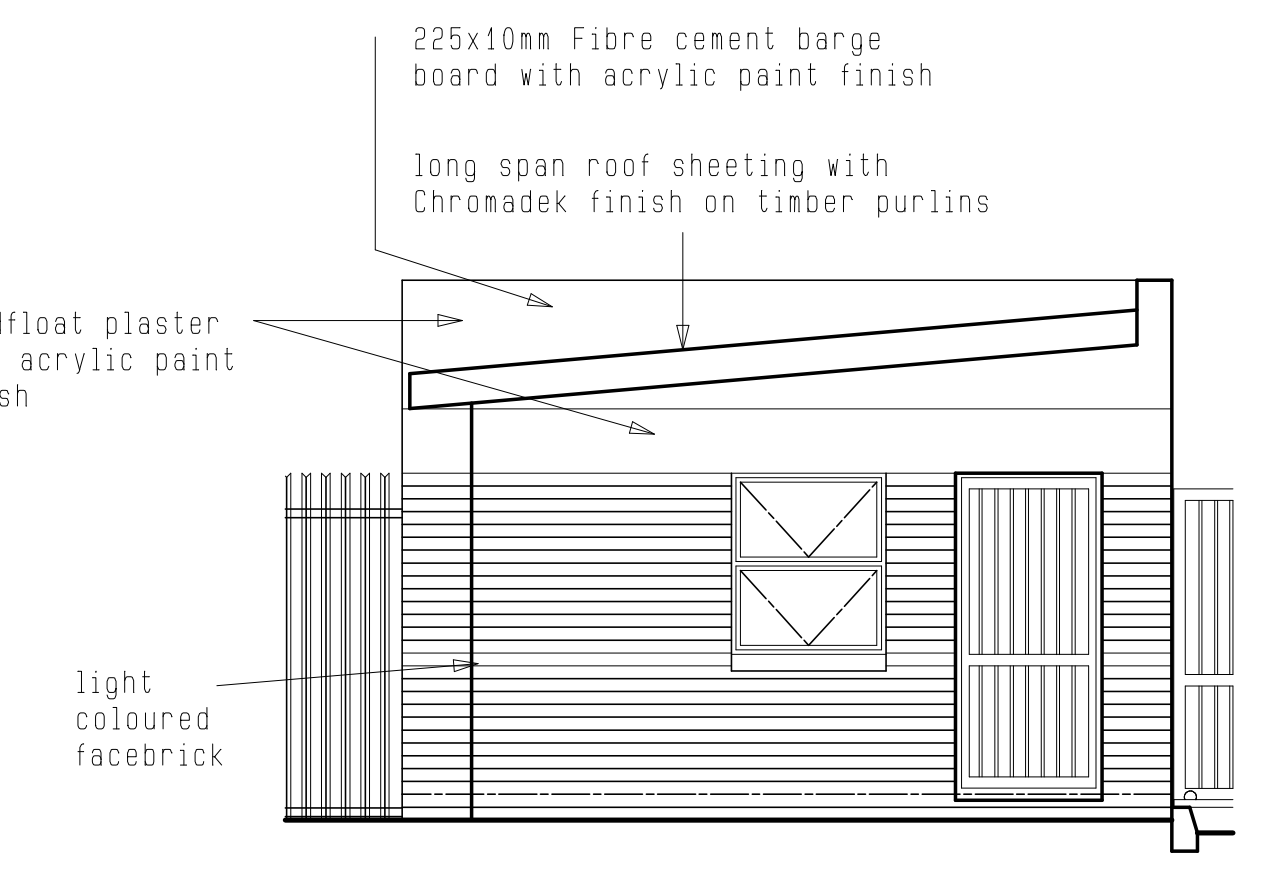 225x10mm Fibre cement barge
board with acrylic paint finish
long span roof sheeting with
Chromadek finish on timber purlins
plaster
acrylic paint
light
coloured
facebrick